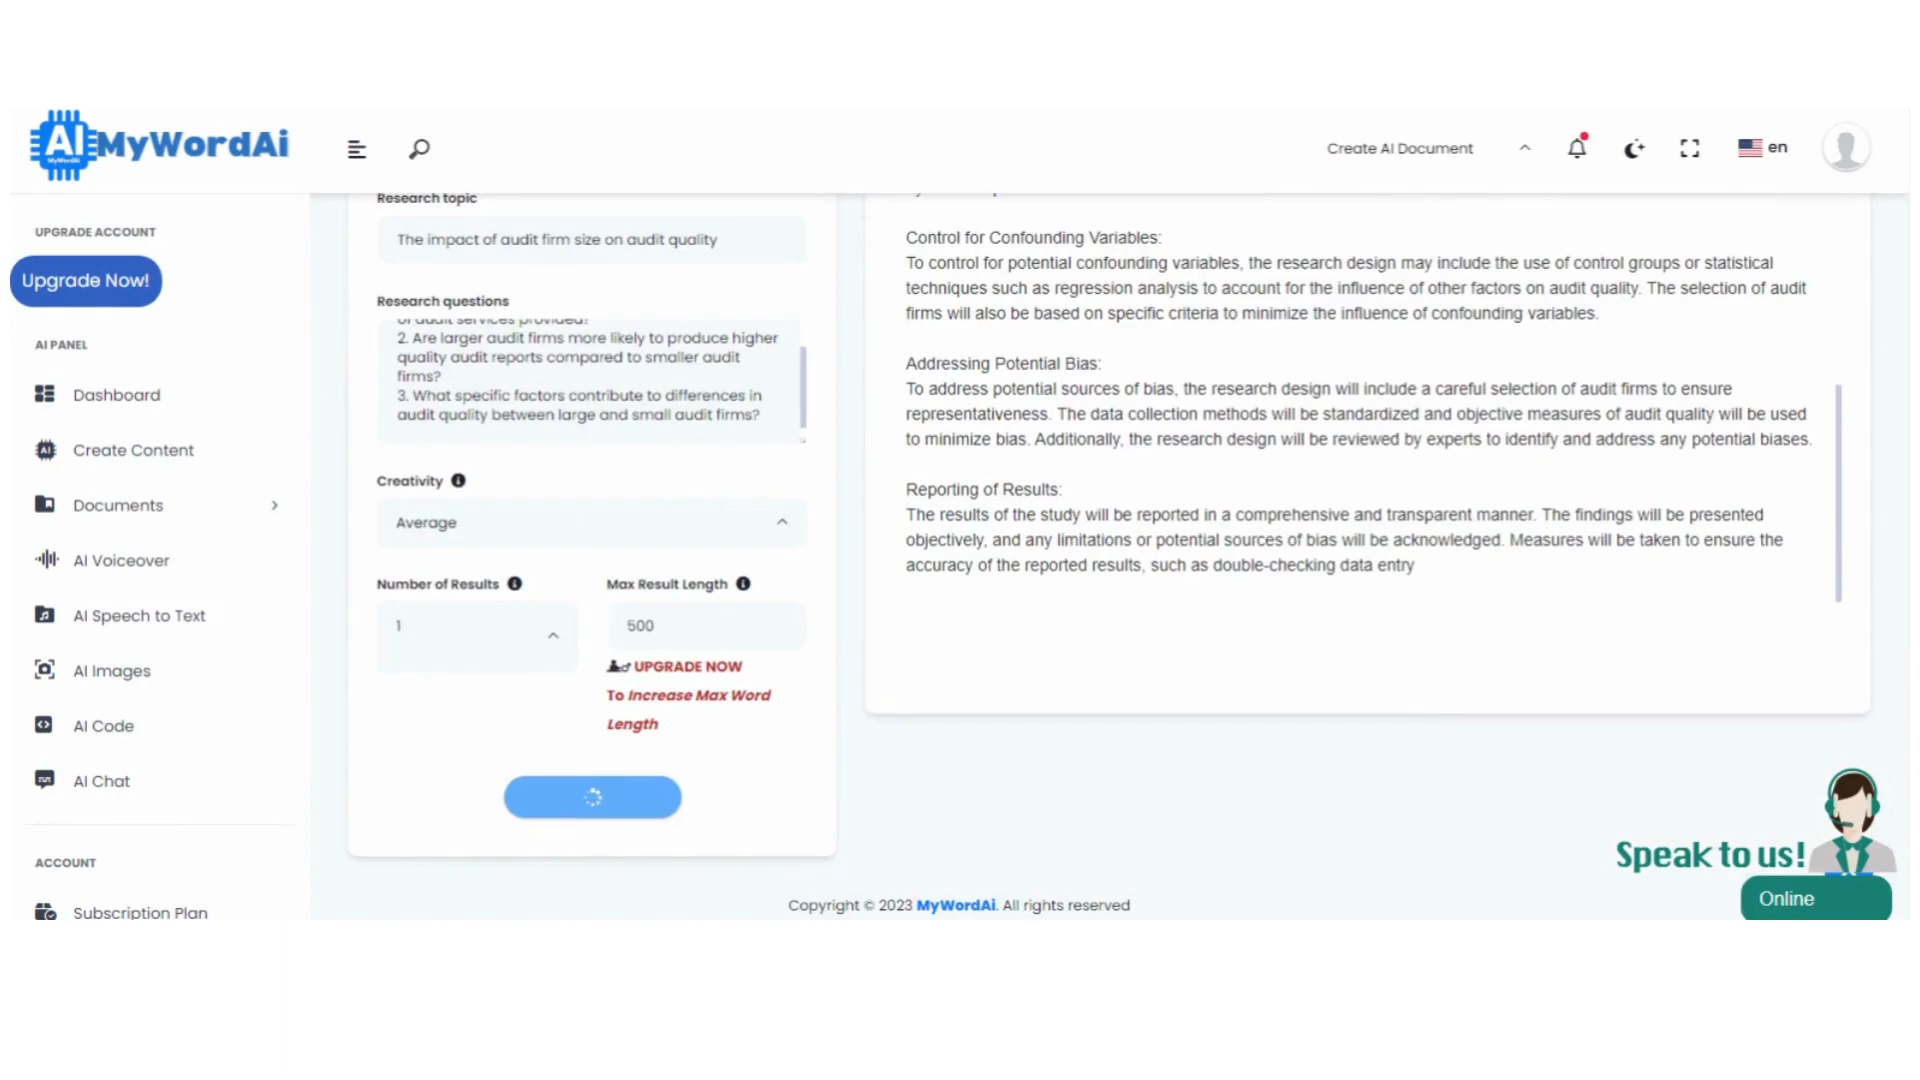 AI MyWordAi
MyWordAi
Create AI Document
en
UPGRADE ACCOUNT
Upgrade Now!
AI PANEL
Dashboard
AI
Create Content
Documents
AI Voiceover
AI Speech to Text
AI Images
AI Code
AI Chat
ACCOUNT
Subscription Plan
Research topic
The impact of audit firm size on audit quality
Research questions
of audit services provided?
2. Are larger audit firms more likely to produce higher
quality audit reports compared to smaller audit
firms?
3. What specific factors contribute to differences in
audit quality between large and small audit firms?
Creativity
Average
Number of Results
1
Max Result Length
500
UPGRADE NOW
To Increase Max Word
Length
Control for Confounding Variables:
To control for potential confounding variables, the research design may include the use of control groups or statistical
techniques such as regression analysis to account for the influence of other factors on audit quality. The selection of audit
firms will also be based on specific criteria to minimize the influence of confounding variables.
Addressing Potential Bias:
To address potential sources of bias, the research design will include a careful selection of audit firms to ensure
representativeness. The data collection methods will be standardized and objective measures of audit quality will be used
to minimize bias. Additionally, the research design will be reviewed by experts to identify and address any potential biases.
Reporting of Results:
The results of the study will be reported in a comprehensive and transparent manner. The findings will be presented
objectively, and any limitations or potential sources of bias will be acknowledged. Measures will be taken to ensure the
accuracy of the reported results, such as double-checking data entry
Speak to us!
Online
Copyright © 2023 MyWordAi. All rights reserved